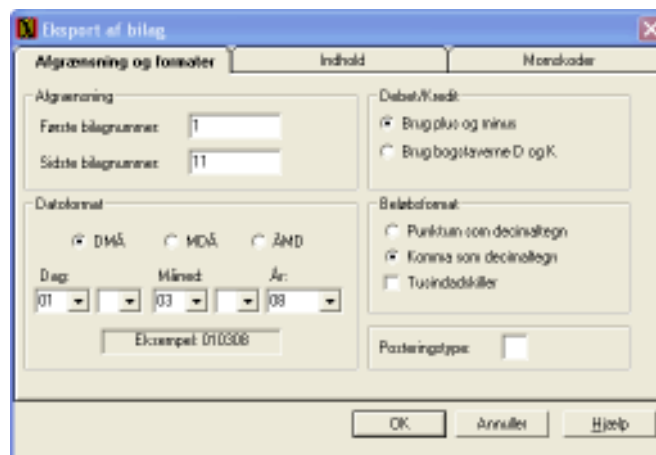 Eksport af bilag
Afgrænsning og formater
Indhold
Momskoder
Afgrænsning
Første bilagnummer:
1
Sidste bilagnummer:
11
Debet/Kredit
Brug plus og minus
Brug bogstaverne D og K
Datoformat
DMÅ
MDÅ
ÅMD
Dag:
Måned:
År:
01
03
08
Eksempel: 010308
Beløbsformat
Punktum som decimaltegn
Komma som decimaltegn
Tusindadskiller
Posteringstype:
OK
Annuller
Hjælp